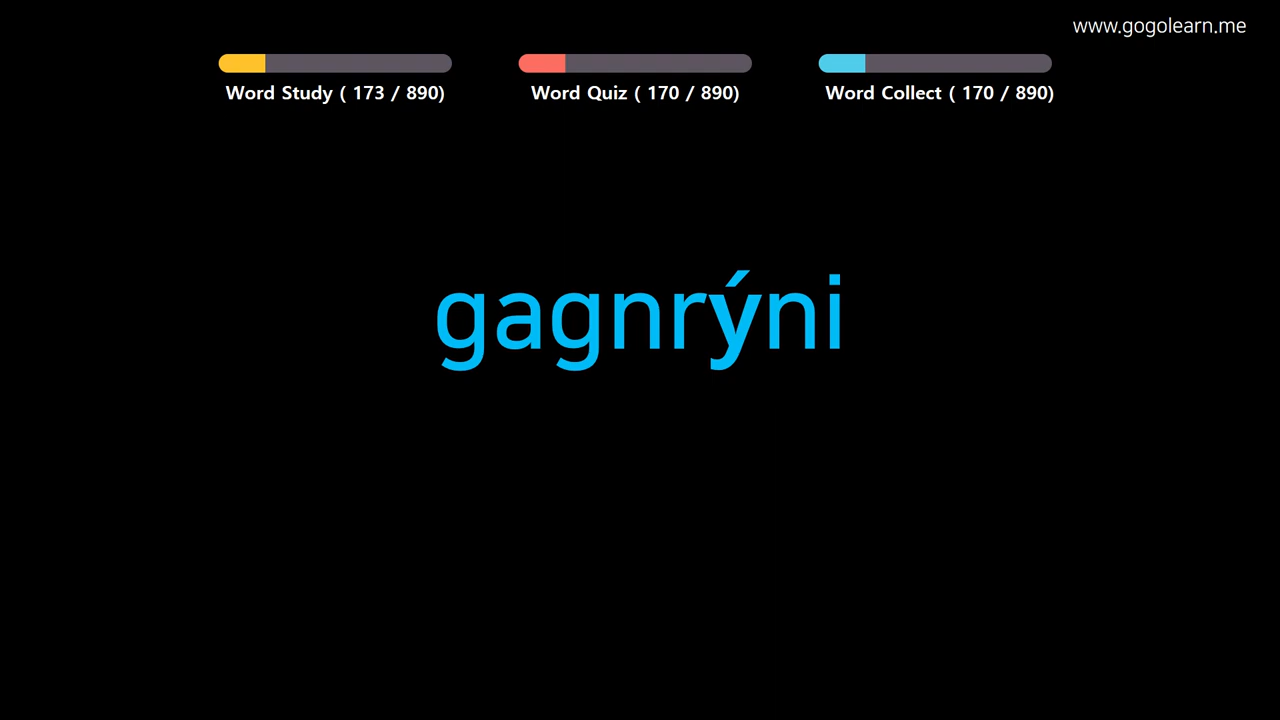 www.gogolearn.me
Word Study ( 173 / 890)
Word Quiz ( 170 / 890)
Word Collect ( 170 / 890)
gagnrýni